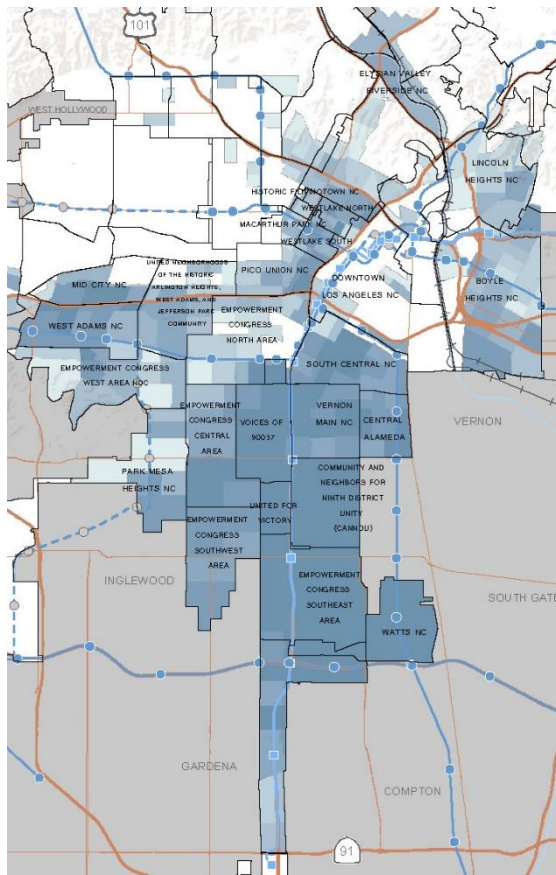 101
ELYSIAN VALLEY
RIVERSIDE NC
WEST HOLLYWOOD
LINCOLN
HEIGHTS NC
HISTORIC FILIPINOTOWN NC
WESTLAKE NORTH
MACARTHUR PARK NC
WESTLAKE SOUTH
UNITED NEIGHBORHOODS
OF THE HISTORIC
ARLINGTON HEIGHTS,
WEST ADAMS, AND
JEFFERSON PARK
COMMUNITY
PICO UNION NC
MID CITY NC
DOWNTOWN
LOS ANGELES NC
BOYLE
HEIGHTS NC
WEST ADAMS NC
EMPOWERMENT
CONGRESS
NORTH AREA
EMPOWERMENT CONGRESS
WEST AREA NDC
SOUTH CENTRAL NC
EMPOWERMENT
CONGRESS
CENTRAL
AREA
VOICES OF
90037
VERNON
MAIN NC
CENTRAL
ALAMEDA
VERNON
PARK MESA
HEIGHTS NC
COMMUNITY AND
NEIGHBORS FOR
NINTH DISTRICT
UNITY
(CANNDU)
UNITED FOR
VICTORY
EMPOWERMENT
CONGRESS
SOUTHWEST
AREA
INGLEWOOD
EMPOWERMENT
CONGRESS
SOUTHEAST
AREA
SOUTH GATE
WATTS NC
GARDENA
COMPTON
91